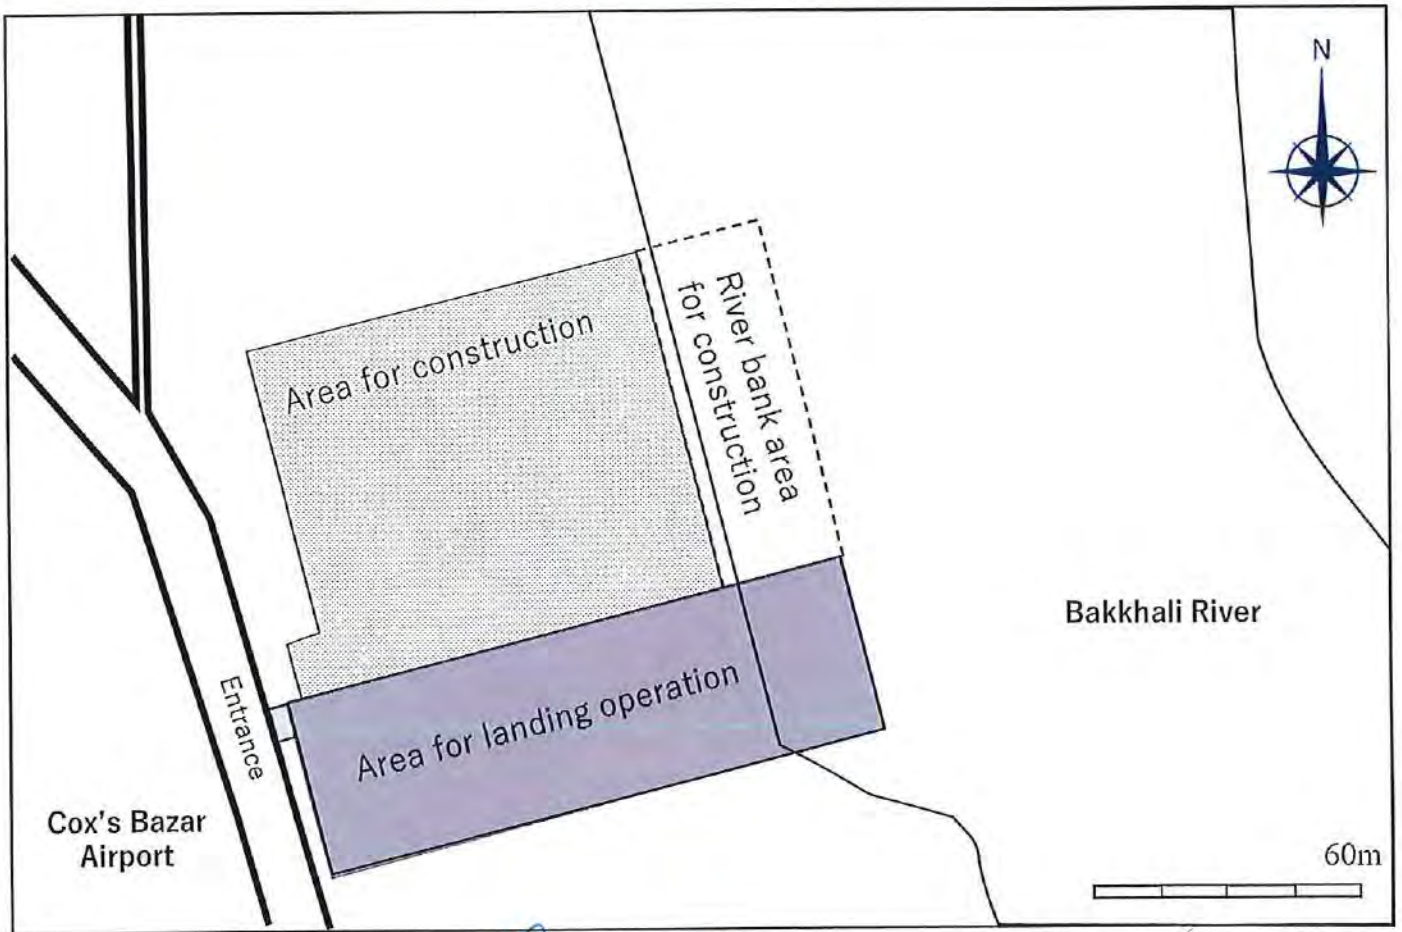 N
Area for construction
River bank area
for construction
Bakkhali River
Entrance
Area for landing operation
Cox's Bazar
Airport
60m